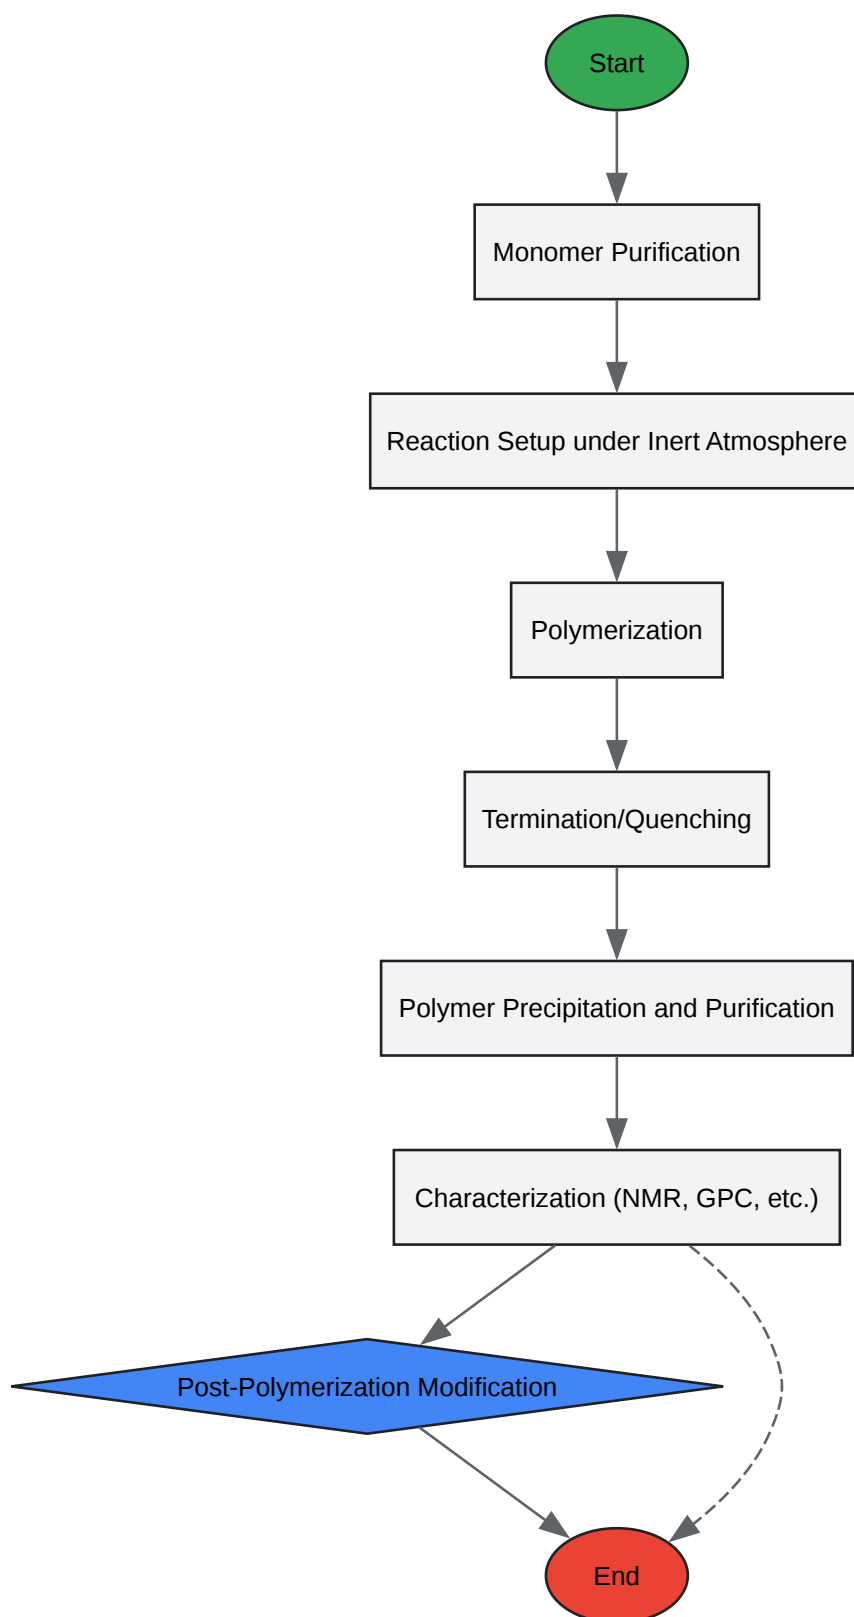 Start
Monomer Purification
Reaction Setup under Inert Atmosphere
Polymerization
Termination/Quenching
Polymer Precipitation and Purification
Characterization (NMR, GPC, etc.)
Post-Polymerization Modification
End